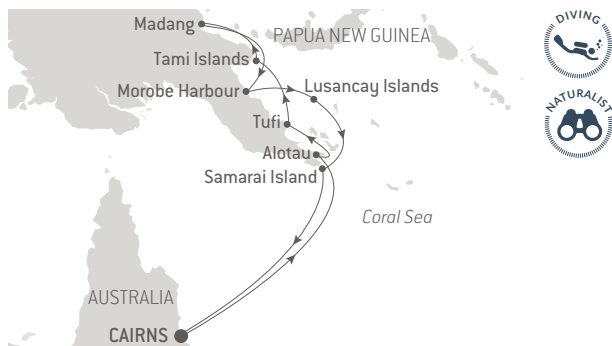 Madang
PAPUA NEW GUINEA
Tami Islands
Morobe Harbour
Lusancay Islands
Tufi
Alotau
Samarai Island
Coral Sea
AUSTRALIA
CAIRNS
DIVING
NATURALIST